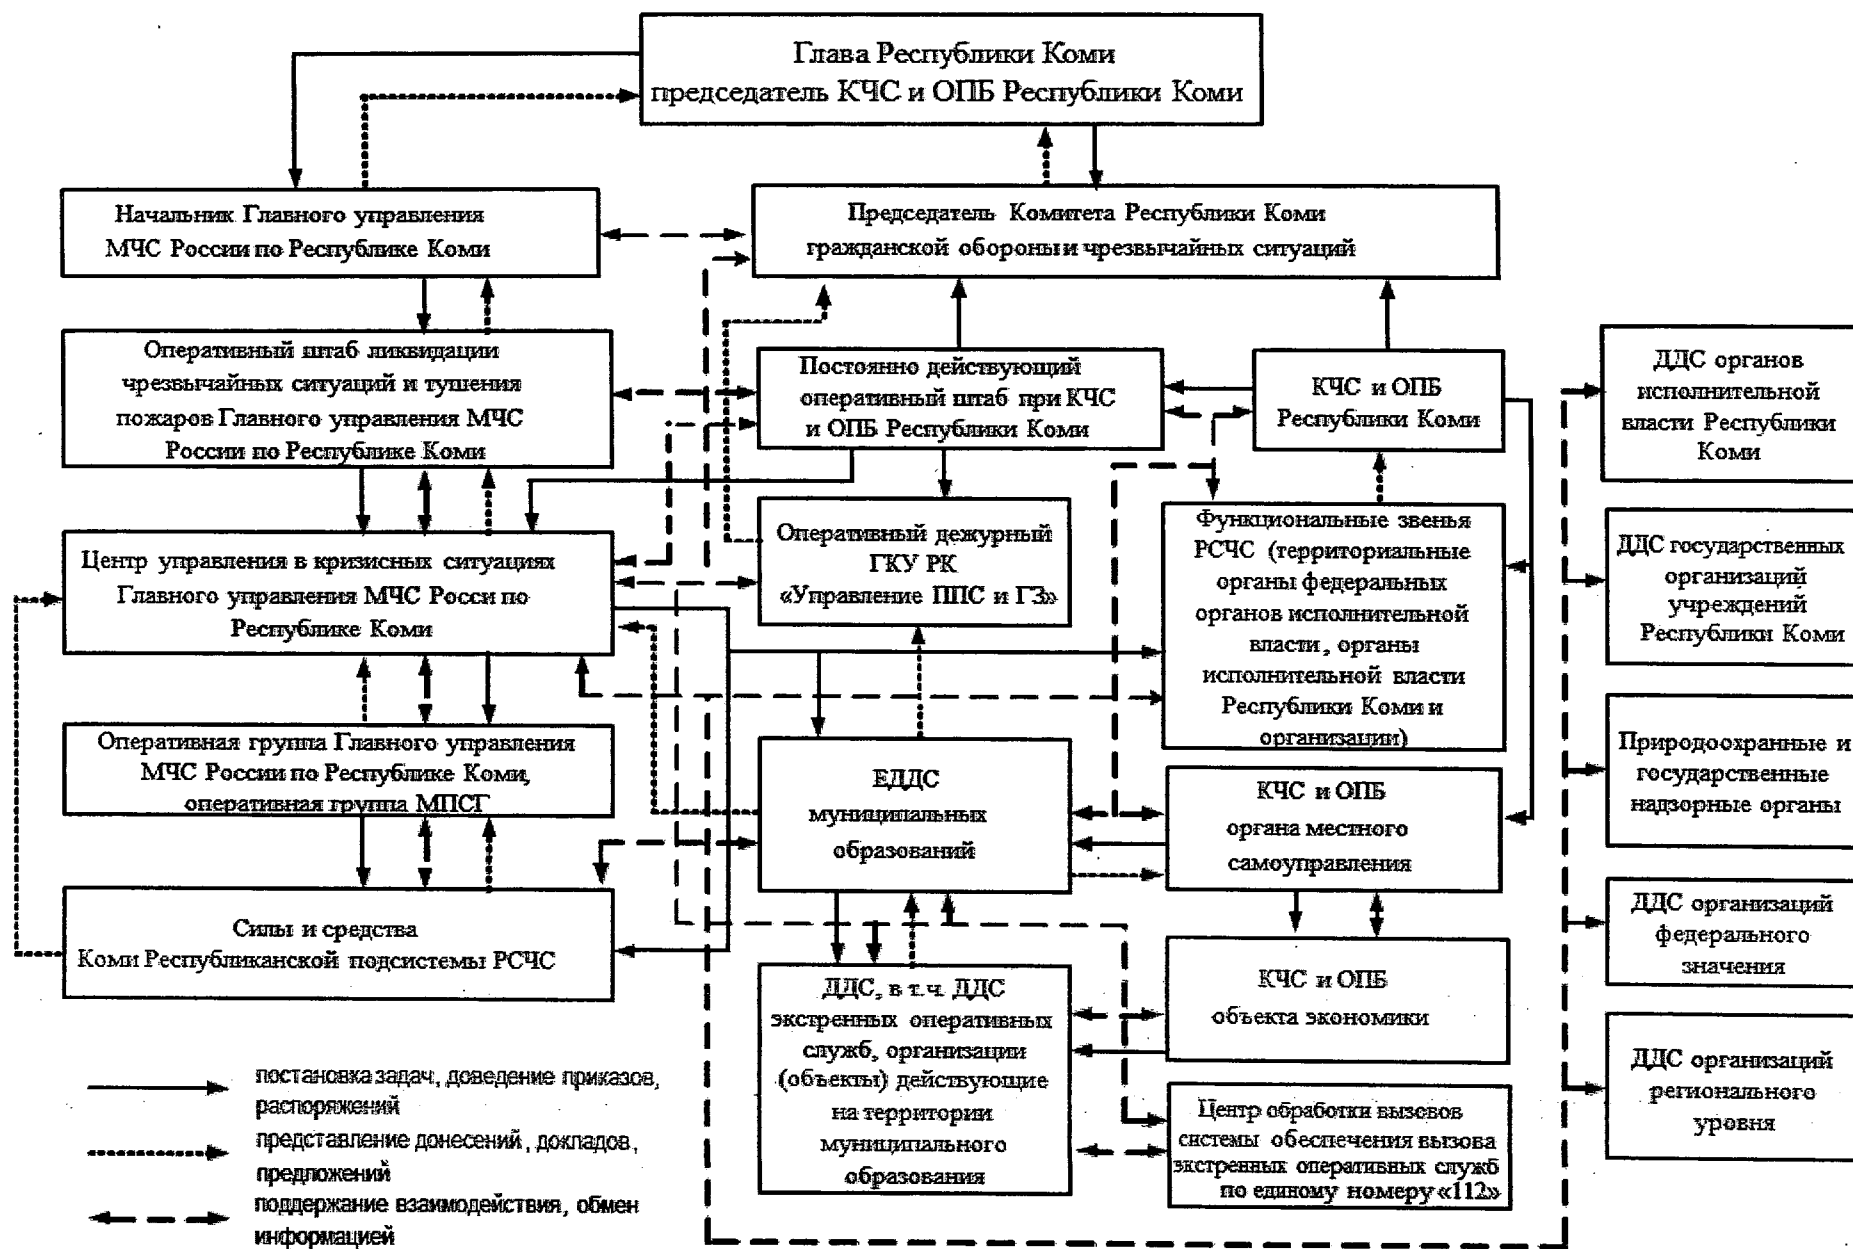 Глава Республики Коми
председатель КЧС и ОПБ Республики Коми
Начальник Главного управления
МЧС России по Республике Коми
Председатель Комитета Республики Коми
гражданской обороны и чрезвычайных ситуаций
Оперативный штаб ликвидации
чрезвычайных ситуаций и тушения
пожаров Главного управления МЧС
России по Республике Коми
Постоянно действующий
оперативный штаб при КЧС
и ОПБ Республики Коми
КЧС и ОПБ
Республики Коми
ДДС органов
исполнительной
власти Республики
Коми
Центр управления в кризисных ситуациях
Главного управления МЧС Росси по
Республике Коми
Оперативный дежурный
ГКУ РК
«Управление ППС и ГЗ»
Функциональные звенья
РСЧС (территориальные
органы федеральных
органов исполнительной
власти, органы
исполнительной власти
Республики Коми и
организации)
ДДС государственных
организаций
учреждений
Республики Коми
Оперативная группа Главного управления
МЧС России по Республике Коми,
оперативная группа МПСГ
ЕДДС
муниципальных
образований
КЧС и ОПБ
органа местного
самоуправления
Природоохранные и
государственные
надзорные органы
Силы и средства
Коми Республиканской подсистемы РСЧС
ДДС, в т.ч. ДДС
экстренных оперативных
служб, организации
(объекты) действующие
на территории
муниципального
образования
КЧС и ОПБ
объекта экономики
ДДС организаций
федерального
значения
Центр обработки вызовов
системы обеспечения вызова
экстренных оперативных служб
по единому номеру «112»
ДДС организаций
регионального
уровня
постановка задач, доведение приказов,
распоряжений
представление донесений, докладов,
предложений
поддержание взаимодействия, обмен
информацией